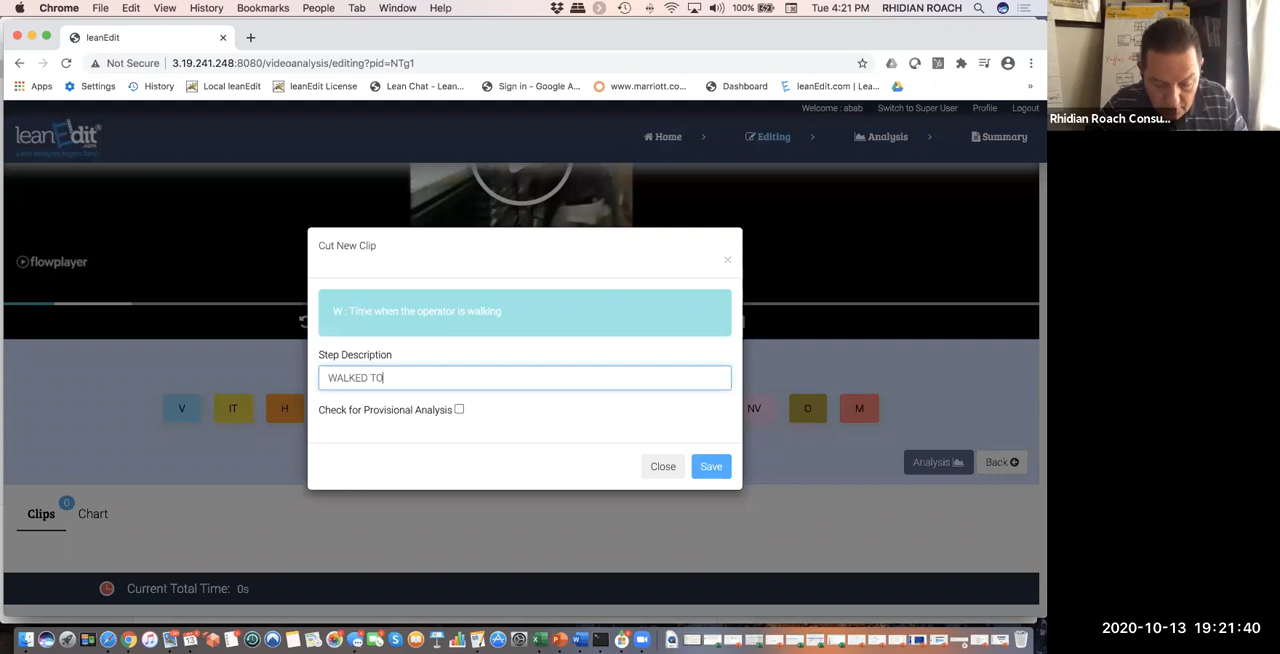 Chrome File Edit View History Bookmarks People Tab Window Help 100% Tue 4:21 PM RHIDIAN ROACH
leanEdit
Not Secure 3.19.241.248:8080/videoanalysis/editing?pid=NTg1
Apps Settings History Local leanEdit leanEdit License Lean Chat - Lean... Sign in - Google A... www.marriott.co... Dashboard leanEdit.com | Lea... »
Welcome : abab Switch to Super User Profile Logout
leanEdit .com
Home Editing Analysis Summary
flowplayer
Cut New Clip
×
W : Time when the operator is walking
Step Description
WALKED TO
Check for Provisional Analysis
V IT H NV O M
Close Save
Analysis Back
Clips 0 Chart
Current Total Time: 0s
Rhidian Roach Consu...
2020-10-13 19:21:40